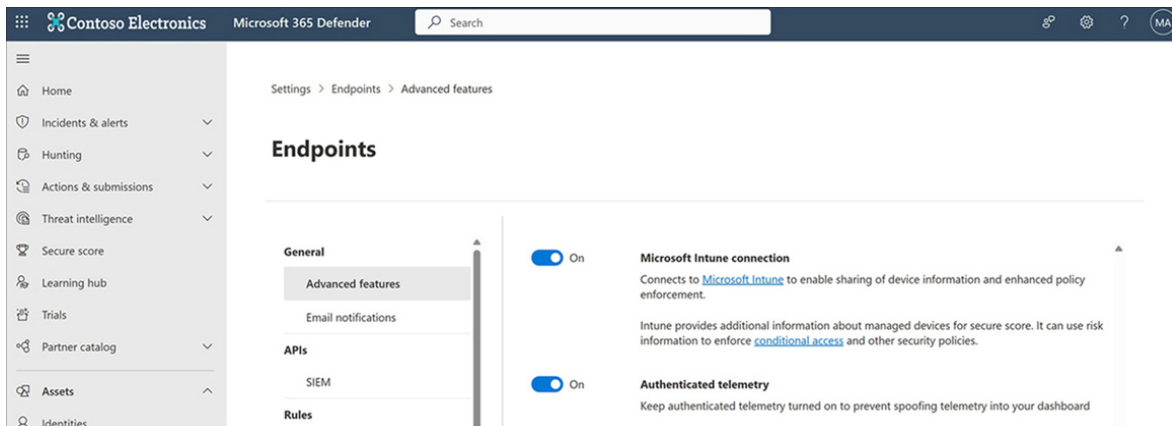 Contoso Electronics Microsoft 365 Defender Search ? MA
Home
Incidents & alerts
Hunting
Actions & submissions
Threat intelligence
Secure score
Learning hub
Trials
Partner catalog
Assets
Identities
Settings > Endpoints > Advanced features
Endpoints
General
Advanced features
Email notifications
APIs
SIEM
Rules
On Microsoft Intune connection
Connects to Microsoft Intune to enable sharing of device information and enhanced policy
enforcement.
Intune provides additional information about managed devices for secure score. It can use risk
information to enforce conditional access and other security policies.
On Authenticated telemetry
Keep authenticated telemetry turned on to prevent spoofing telemetry into your dashboard